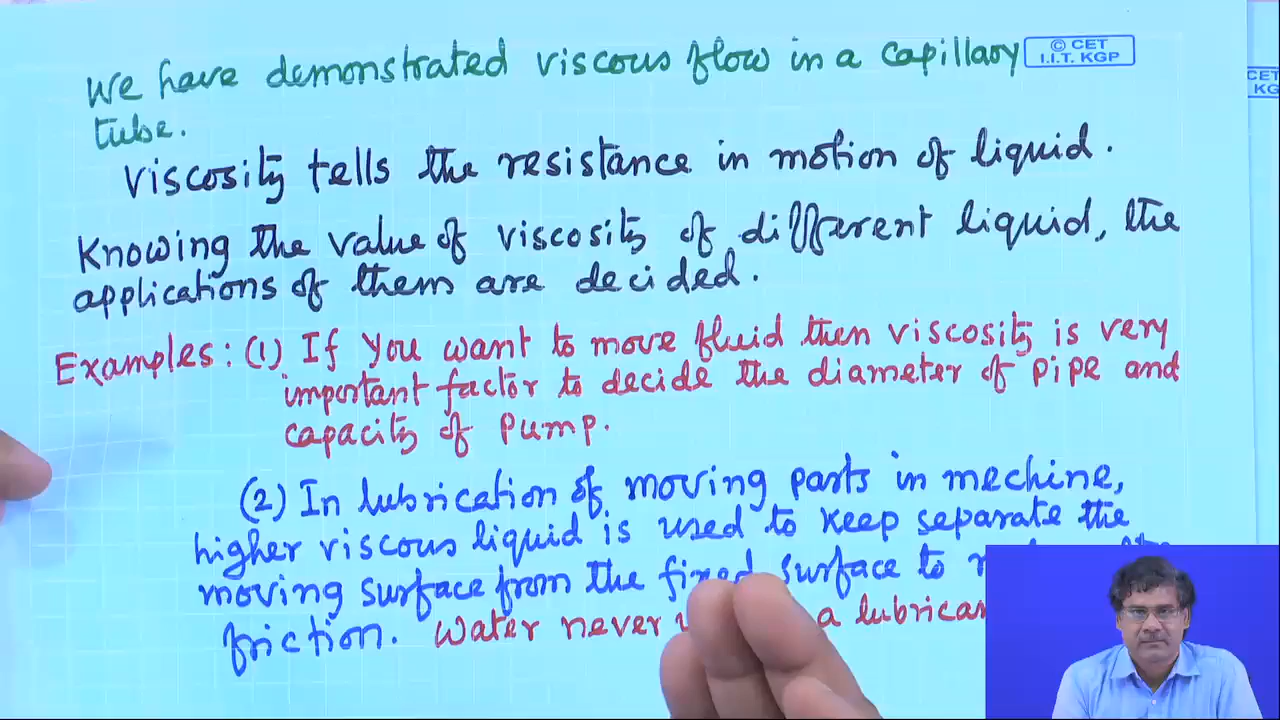 We have demonstrated viscous flow in a capillary
© CET
I.I.T. KGP
CET
KG
tube.
Viscosity tells the resistance in motion of liquid.
Knowing the value of viscosity of different liquid, the
applications of them are decided.
Examples: (1) If you want to move fluid then viscosity is very
important factor to decide the diameter of pipe and
capacity of pump.
(2) In lubrication of moving parts in mechine,
higher viscous liquid is used to keep separate the
moving surface from the fixed surface to
friction. Water never a